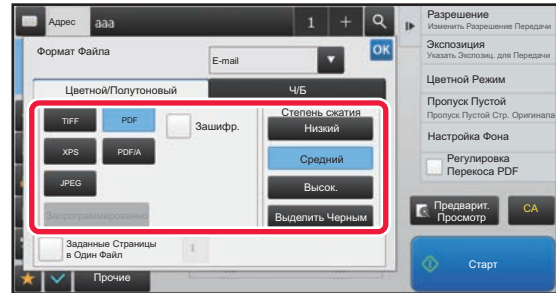 Адрес aaa 1 +
Формат Файла
E-mail
OK
Цветной/Полутоновый
Ч/Б
TIFF
PDF
Зашифр.
XPS
PDF/A
JPEG
Запрограммированно
Степень сжатия
Низкий
Средний
Высок.
Выделить Черным
Заданные Страницы
в Один Файл
1
Прочие
Разрешение
Изменить Разрешение Передачи
Экспозиция
Указать Экспозиц. для Передачи
Цветной Режим
Пропуск Пустой
Пропуск Пустой Стр. Оригинала
Настройка Фона
Регулировка
Перекоса PDF
Предварит.
Просмотр
CA
Старт